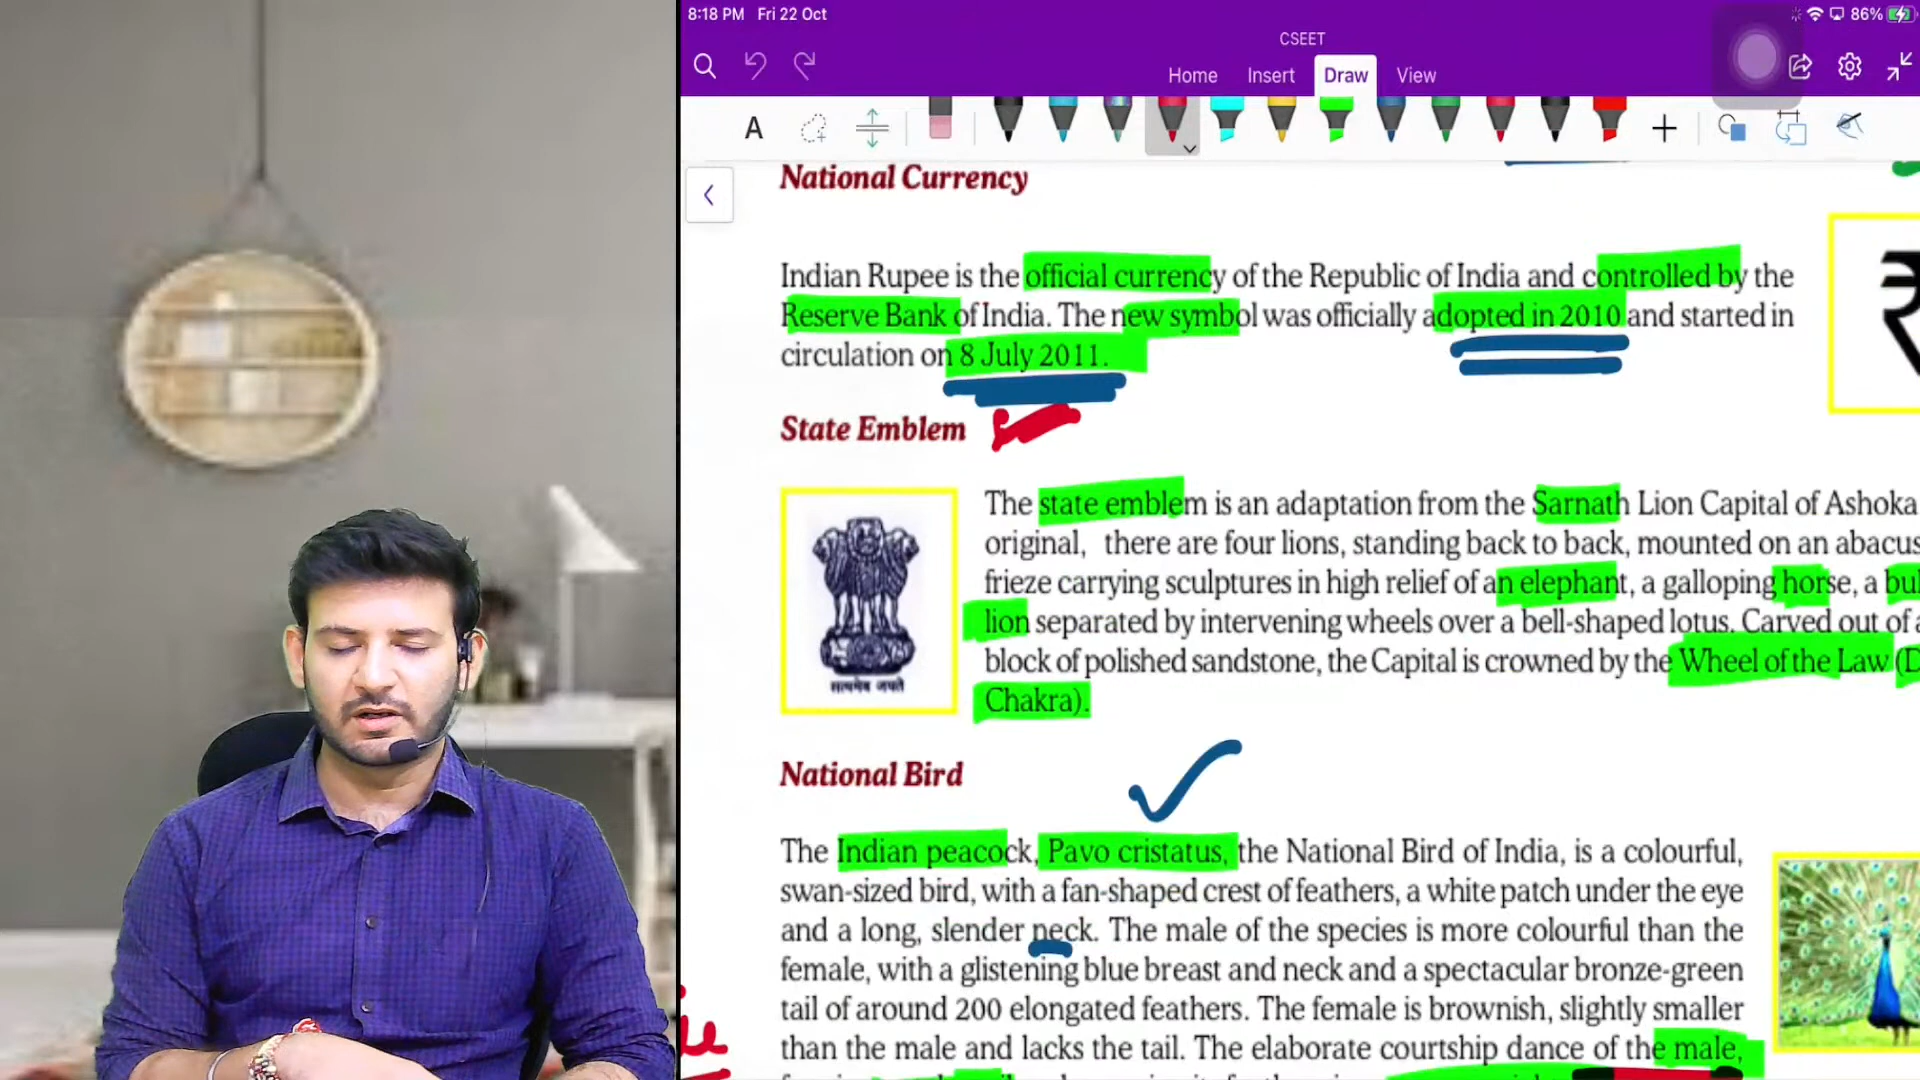 8:18 PM Fri 22 Oct
86%
CSEET
Home Insert Draw View
A
National Currency
Indian Rupee is the official currency of the Republic of India and controlled by the
Reserve Bank of India. The new symbol was officially adopted in 2010 and started in
circulation on 8 July 2011.
₹
State Emblem
The state emblem is an adaptation from the Sarnath Lion Capital of Ashoka
original, there are four lions, standing back to back, mounted on an abacus
frieze carrying sculptures in high relief of an elephant, a galloping horse, a bul
lion separated by intervening wheels over a bell-shaped lotus. Carved out of a
block of polished sandstone, the Capital is crowned by the Wheel of the Law (D
Chakra).
सत्यमेव जयते
National Bird
The Indian peacock, Pavo cristatus, the National Bird of India, is a colourful,
swan-sized bird, with a fan-shaped crest of feathers, a white patch under the eye
and a long, slender neck. The male of the species is more colourful than the
female, with a glistening blue breast and neck and a spectacular bronze-green
tail of around 200 elongated feathers. The female is brownish, slightly smaller
than the male and lacks the tail. The elaborate courtship dance of the male,